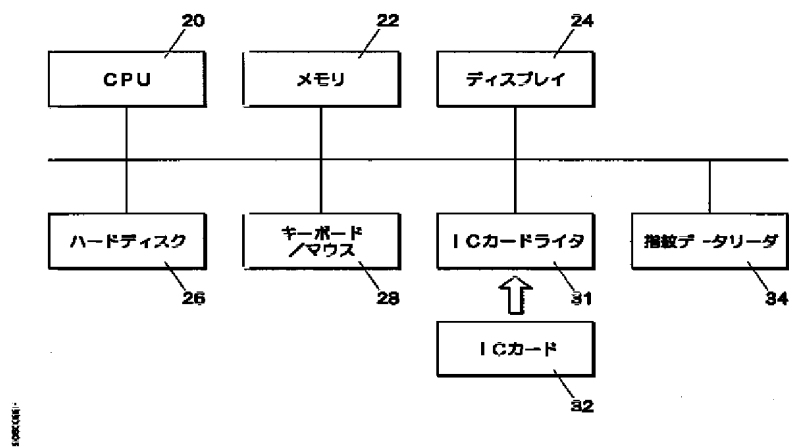 20
22
24
CPU
メモリ
ディスプレイ
ハードディスク
キーボード
/マウス
ICカードライタ
指紋データリーダ
26
28
31
34
ICカード
32